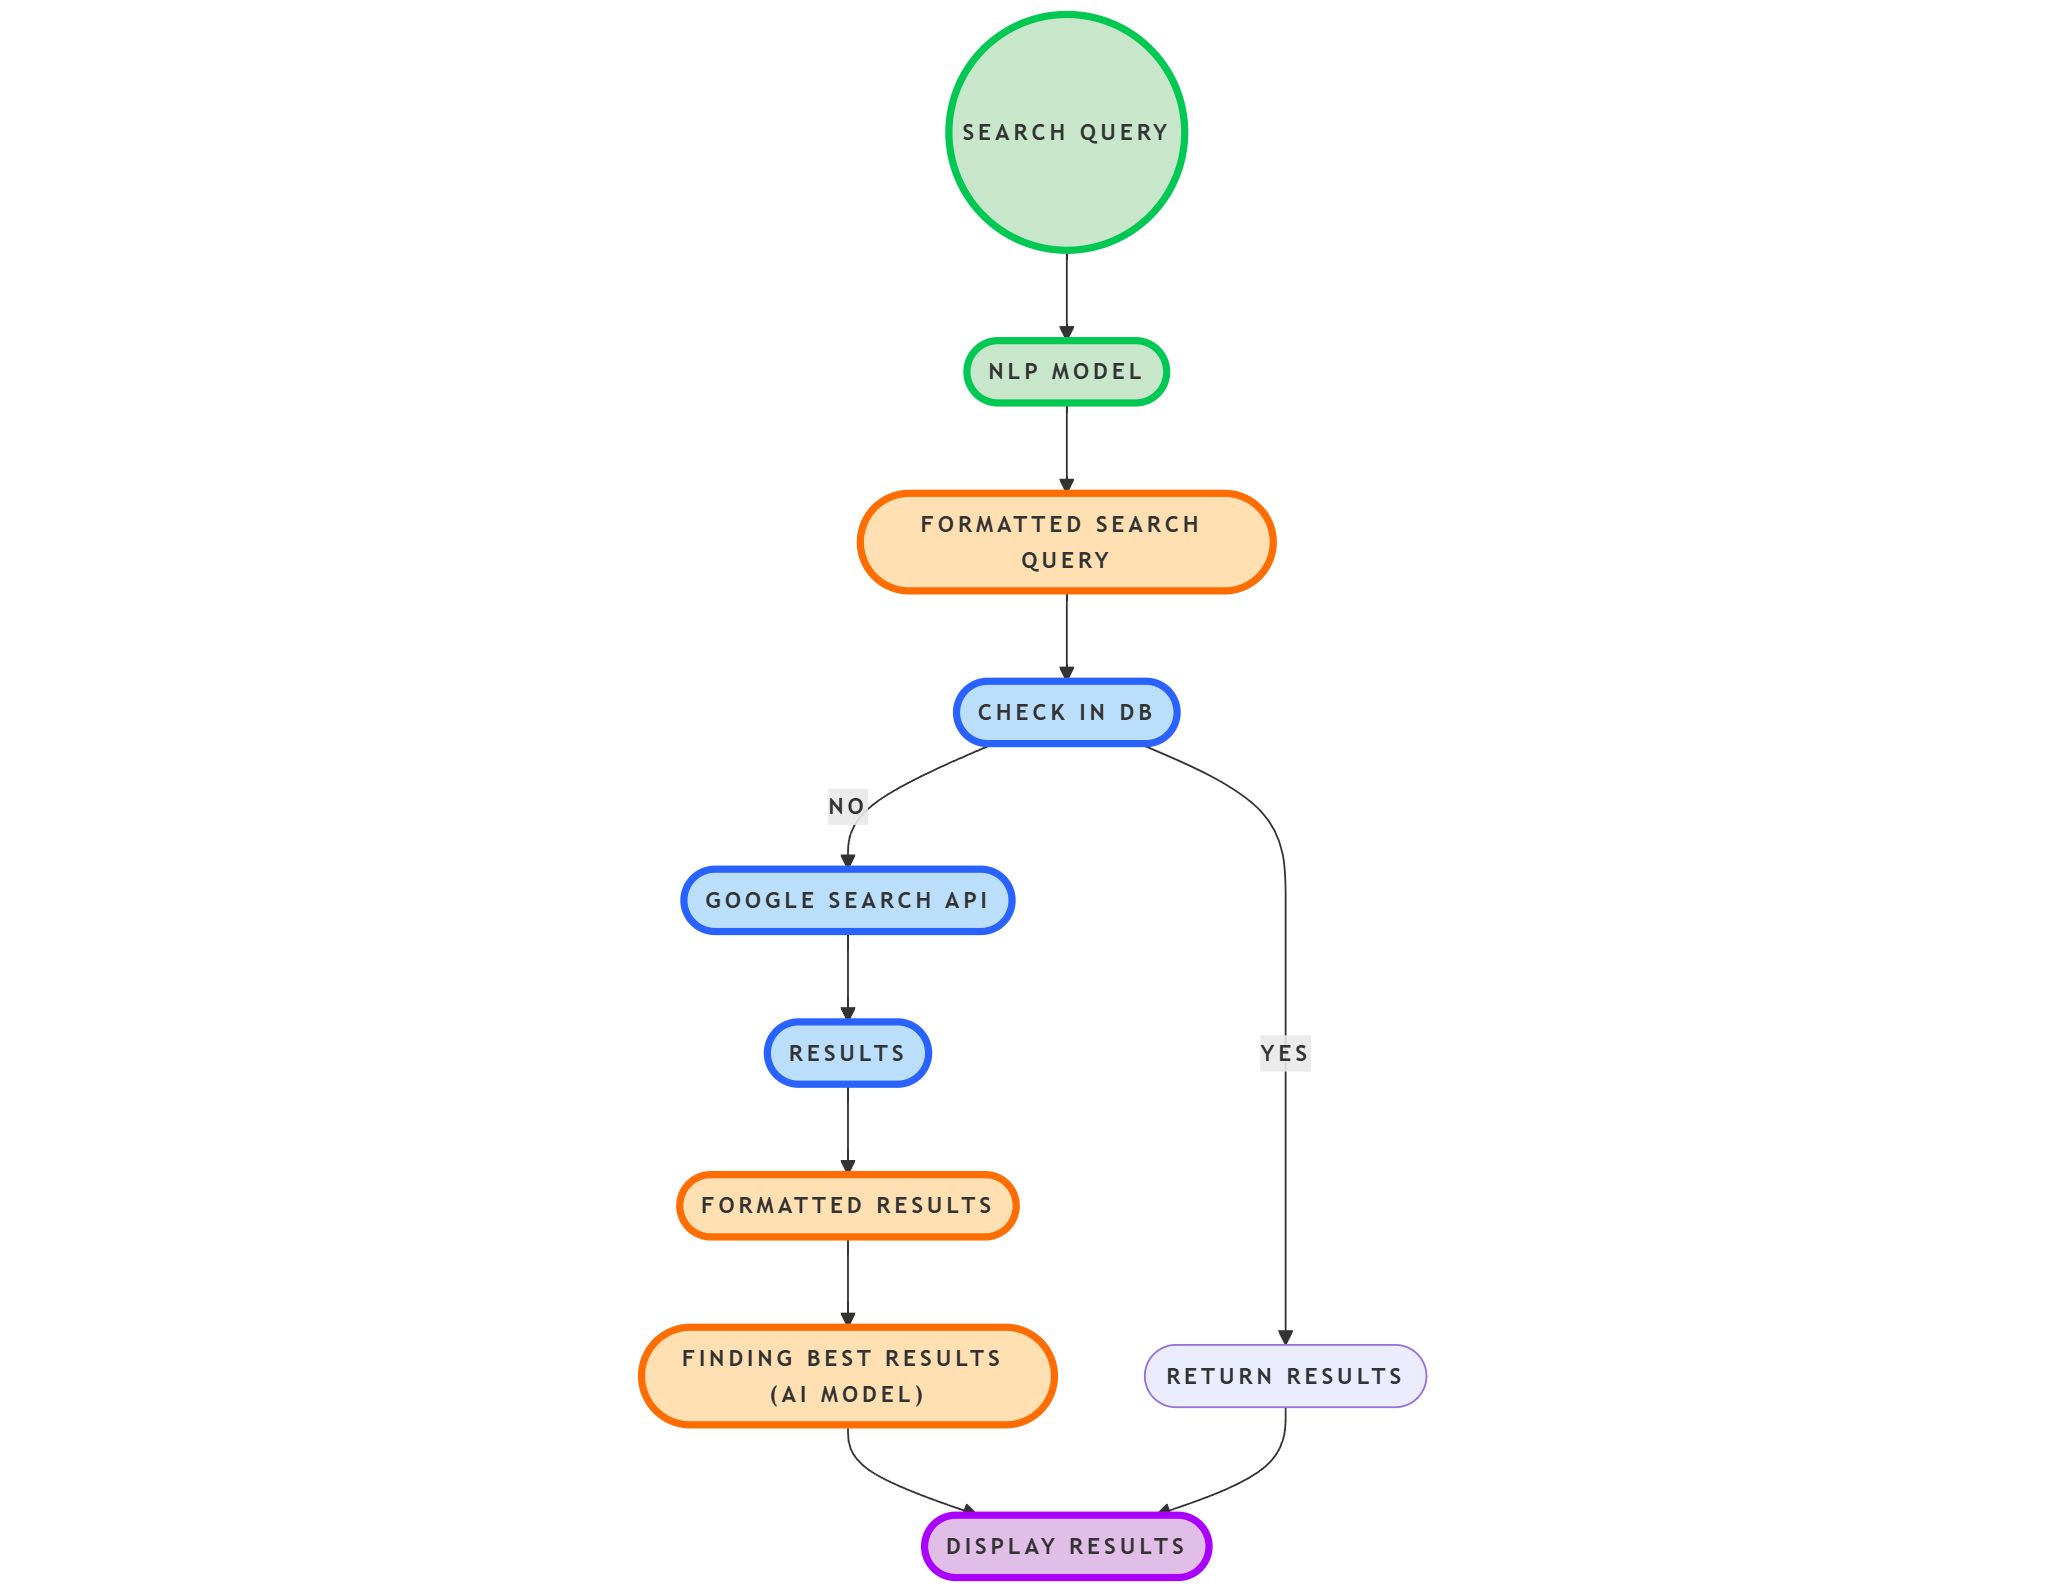 SEARCH QUERY
NLP MODEL
FORMATTED SEARCH
QUERY
CHECK IN DB
NO
GOOGLE SEARCH API
RESULTS
YES
FORMATTED RESULTS
FINDING BEST RESULTS
(AI MODEL)
RETURN RESULTS
DISPLAY RESULTS